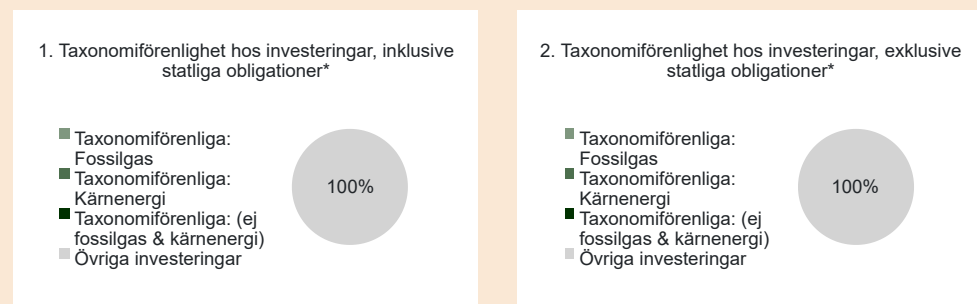 1. Taxonomiförenlighet hos investeringar, inklusive
statliga obligationer*
Taxonomiförenliga:
Fossilgas
Taxonomiförenliga:
Kärnenergi
Taxonomiförenliga: (ej
fossilgas & kärnenergi)
Övriga investeringar
100%
2. Taxonomiförenlighet hos investeringar, exklusive
statliga obligationer*
Taxonomiförenliga:
Fossilgas
Taxonomiförenliga:
Kärnenergi
Taxonomiförenliga: (ej
fossilgas & kärnenergi)
Övriga investeringar
100%